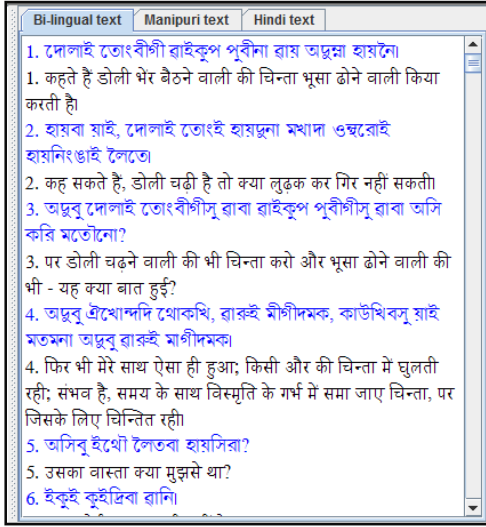 Bi-lingual text Manipuri text Hindi text
1. দোলাই তোংবীগী ৱাইকুপ পুবীনা ৱায় অদুন্না হায়নৈ।
1. कहते हैं डोली भेंर बैठने वाली की चिन्ता भूसा ढोने वाली किया
करती है।
2. হায়বা য়াই, দোলাই তোংই হায়দুনা মখাদা ওন্থরোই
হায়নিংঙাই লৈতে।
2. कह सकते हैं, डोली चढ़ी है तो क्या लुढ़क कर गिर नहीं सकती।
3. অদুবু দোলাই তোংবীগীসু ৱাবা ৱাইকুপ পুবীগীসু ৱাবা অসি
করি মতৌনো?
3. पर डोली चढ़ने वाली की भी चिन्ता करो और भूसा ढोने वाली की
भी - यह क्या बात हुई?
4. অদুবু ঐখোন্দদি থোকখি, ৱারুই মীগীদমক, কাউখিবসু য়াই
মতমনা অদুবু ৱারুই মাগীদমক।
4. फिर भी मेरे साथ ऐसा ही हुआ; किसी और की चिन्ता में घुलती
रही; संभव है, समय के साथ विस्मृति के गर्भ में समा जाए चिन्ता, पर
जिसके लिए चिन्तित रही।
5. অসিবু ইথৌ লৈতবা হায়সিরা?
5. उसका वास्ता क्या मुझसे था?
6. ইকুই কুইদ্রিবা ৱানি।